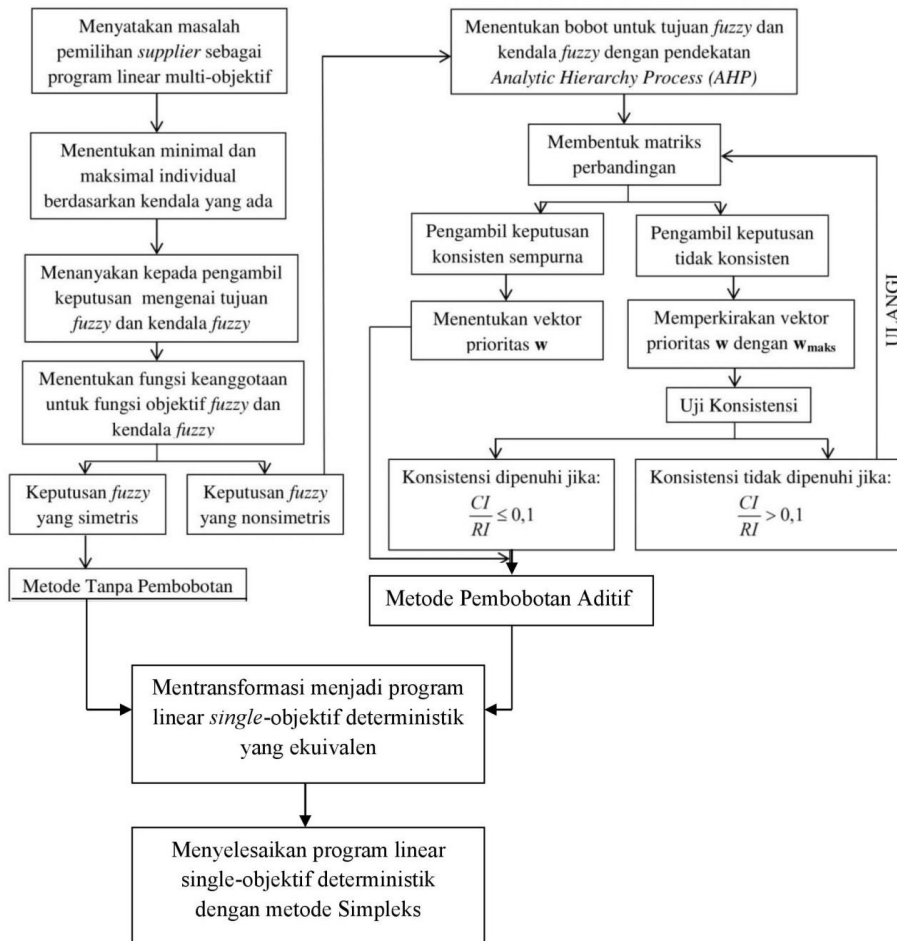 Menyatakan masalah
pemilihan supplier sebagai
program linear multi-objektif
Menentukan minimal dan
maksimal individual
berdasarkan kendala yang ada
Menanyakan kepada pengambil
keputusan mengenai tujuan
fuzzy dan kendala fuzzy
Menentukan fungsi keanggotaan
untuk fungsi objektif fuzzy dan
kendala fuzzy
Keputusan fuzzy
yang simetris
Keputusan fuzzy
yang nonsimetris
Metode Tanpa Pembobotan
Menentukan bobot untuk tujuan fuzzy dan
kendala fuzzy dengan pendekatan
Analytic Hierarchy Process (AHP)
Membentuk matriks
perbandingan
Pengambil keputusan
konsisten sempurna
Pengambil keputusan
tidak konsisten
Menentukan vektor
prioritas w
Memperkirakan vektor
prioritas w dengan w_maks
ULANGI
Uji Konsistensi
Konsistensi dipenuhi jika:
CI/RI ≤ 0,1
Konsistensi tidak dipenuhi jika:
CI/RI > 0,1
Metode Pembobotan Aditif
Mentransformasi menjadi program
linear single-objektif deterministik
yang ekuivalen
Menyelesaikan program linear
single-objektif deterministik
dengan metode Simpleks